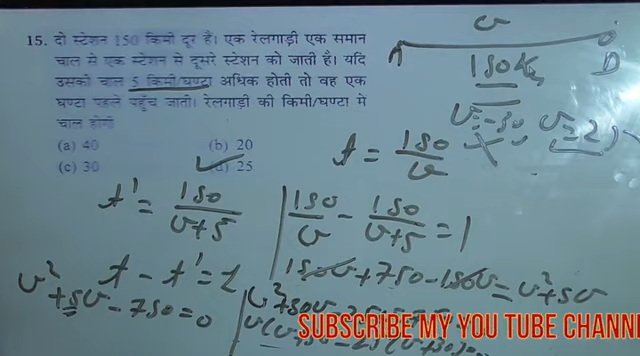 15. दो स्टेशन 150 किमी दूर है। एक रेलगाड़ी एक समान
चाल से एक स्टेशन से दूसरे स्टेशन को जाती है। यदि
उसकी चाल 5 किमी/घण्टा अधिक होती तो वह एक
घण्टा पहले पहुँच जाती। रेलगाड़ी की किमी/घण्टा में
चाल होगी
(a) 40 (b) 20
(c) 30 (d) 25
v
A B
150
t = 150/v
t' = 150/v+5
150/v - 150/v+5 = 1
t - t' = 1
150v + 750 - 150v = v² + 5v
v² + 5v - 750 = 0
SUBSCRIBE MY YOU TUBE CHANN